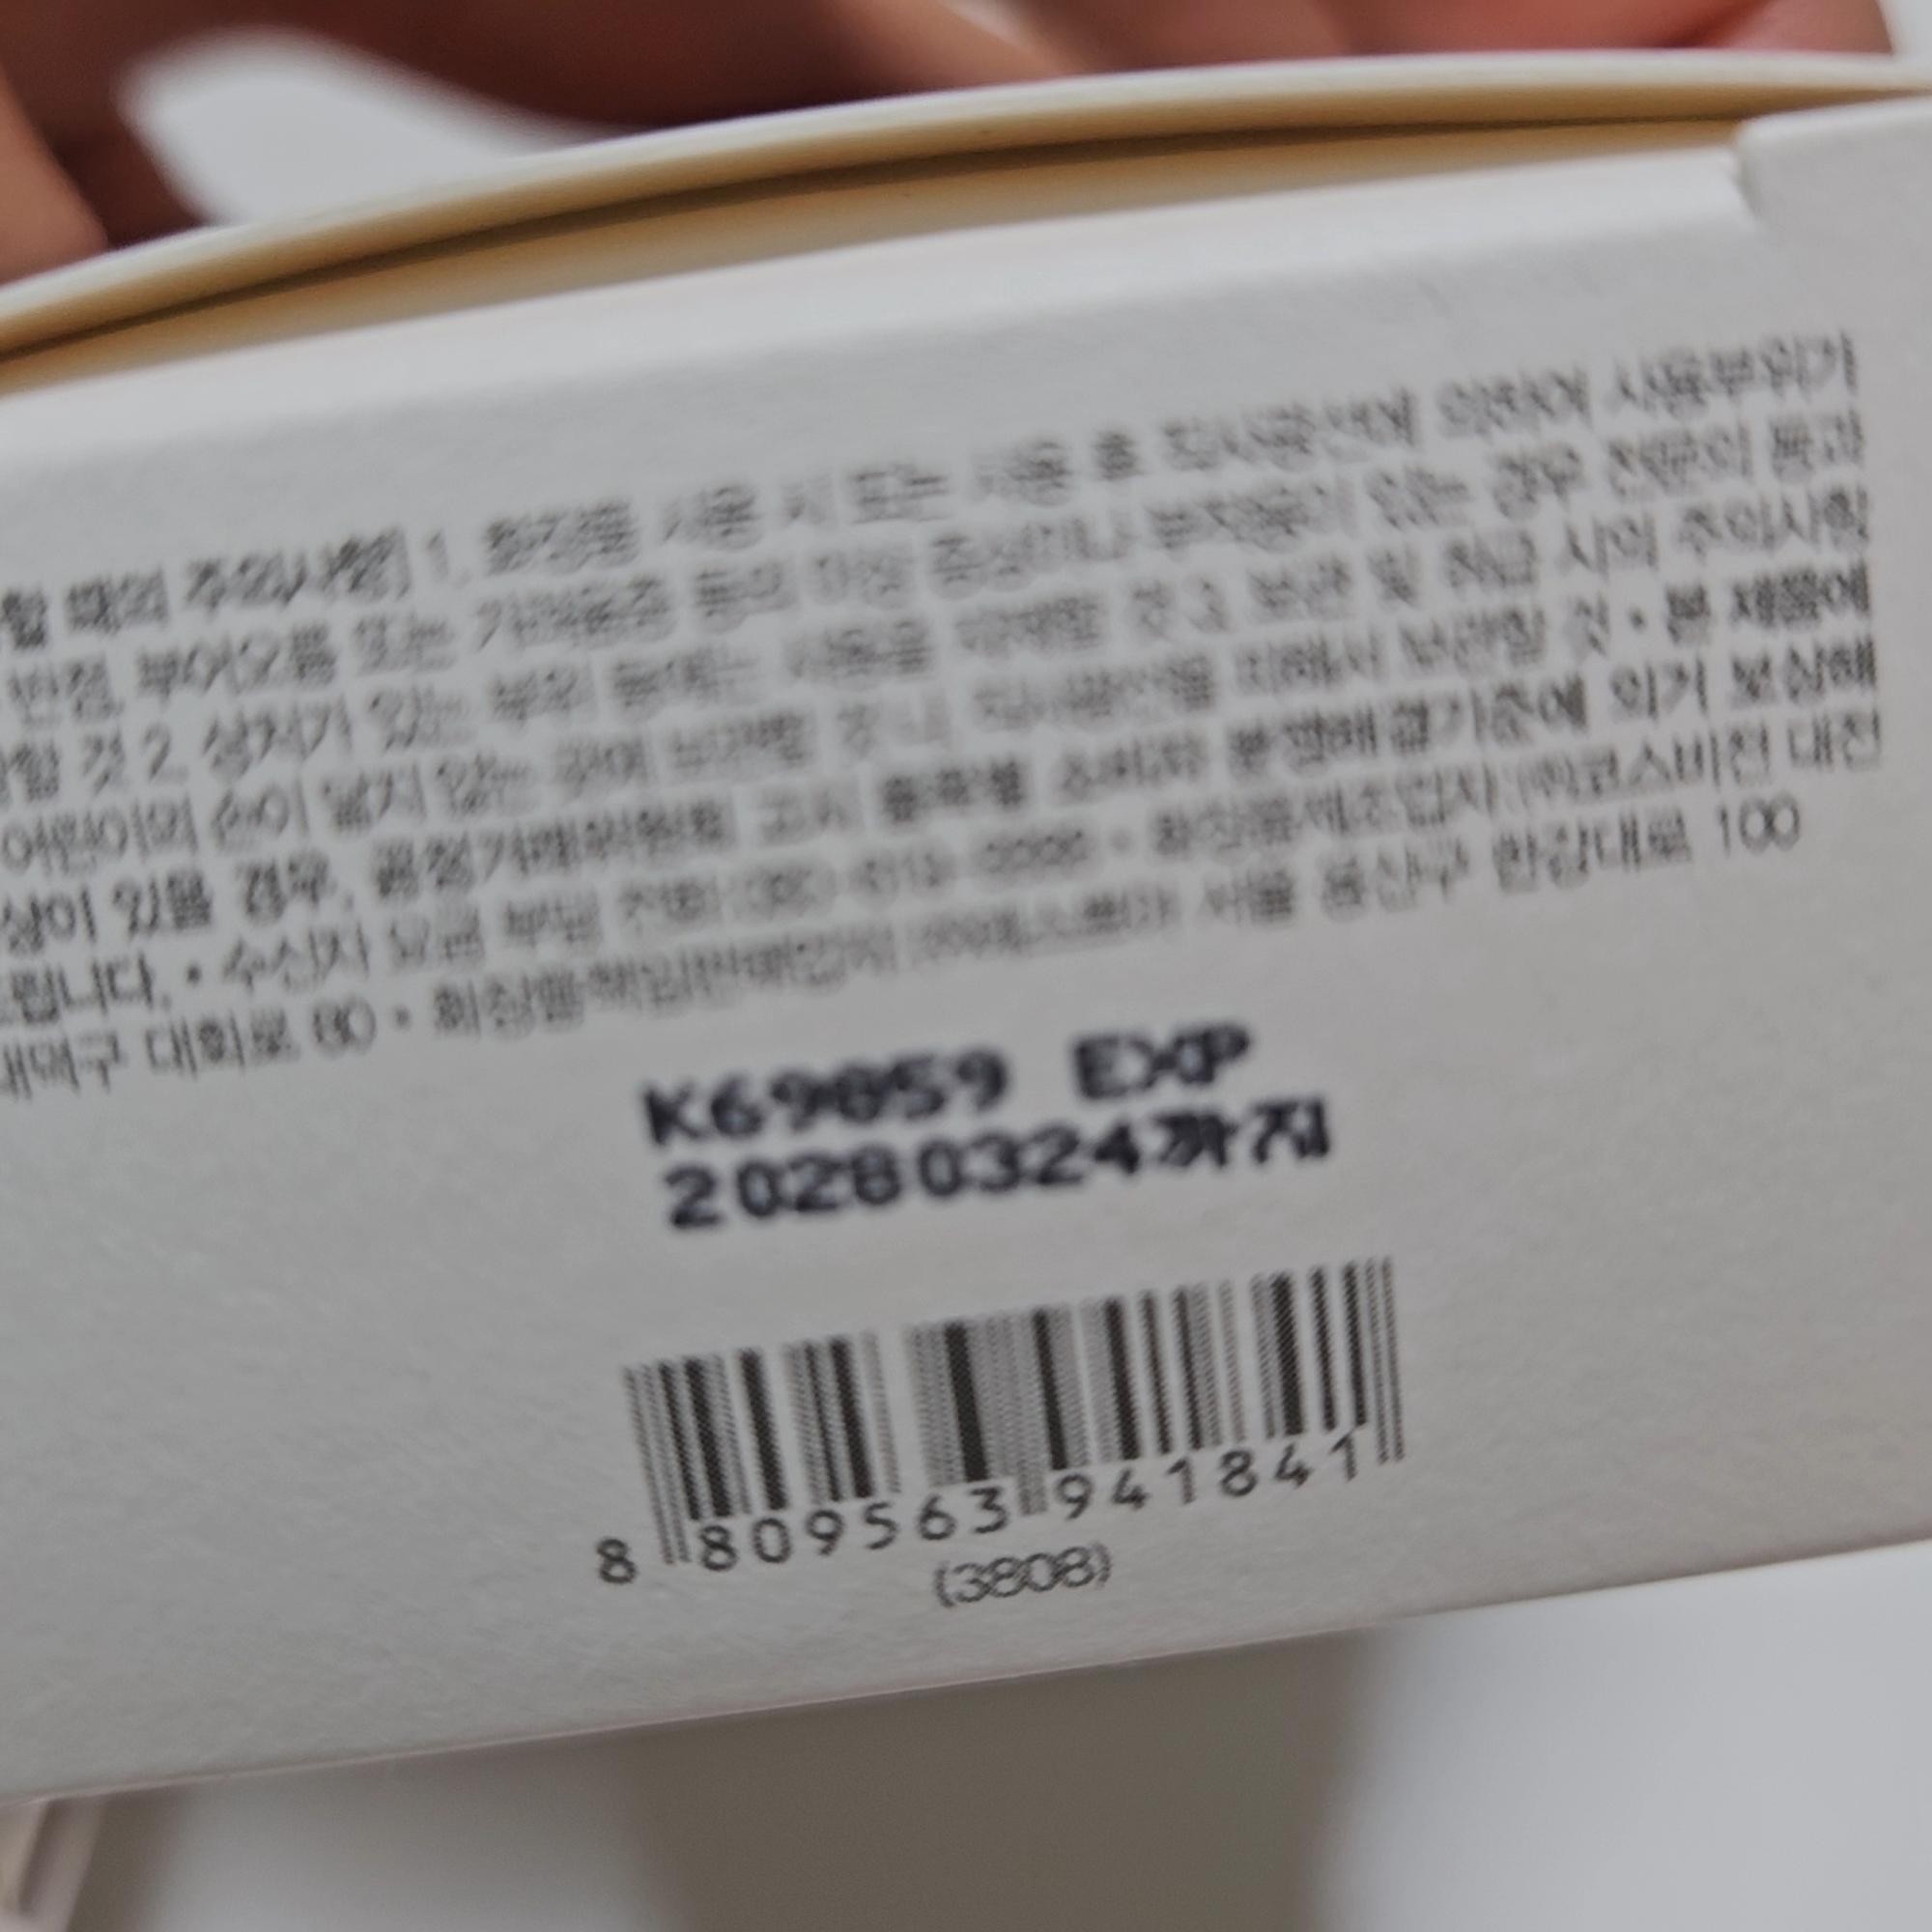 할 때의 주의사항] 1. 화장품 사용 시 또는 사용 후 직사광선에 의하여 사용부위가
반점, 부어오름 또는 가려움증 등의 이상 증상이나 부작용이 있는 경우 전문의 등과
할 것 2. 상처가 있는 부위 등에는 사용을 자제할 것 3. 보관 및 취급 시의 주의사항
어린이의 손이 닿지 않는 곳에 보관할 것 나. 직사광선을 피해서 보관할 것 • 본 제품에
상이 있을 경우, 공정거래위원회 고시 품목별 소비자 분쟁해결기준에 의거 보상해
드립니다. • 수신자 요금 부담 전화 • 화장품제조업자: (주)코스비전 대전
대덕구 대화로 80 • 화장품책임판매업자 서울 용산구 한강대로 100
K69859 EXP
20280324까지
8 809563 941841
(3808)